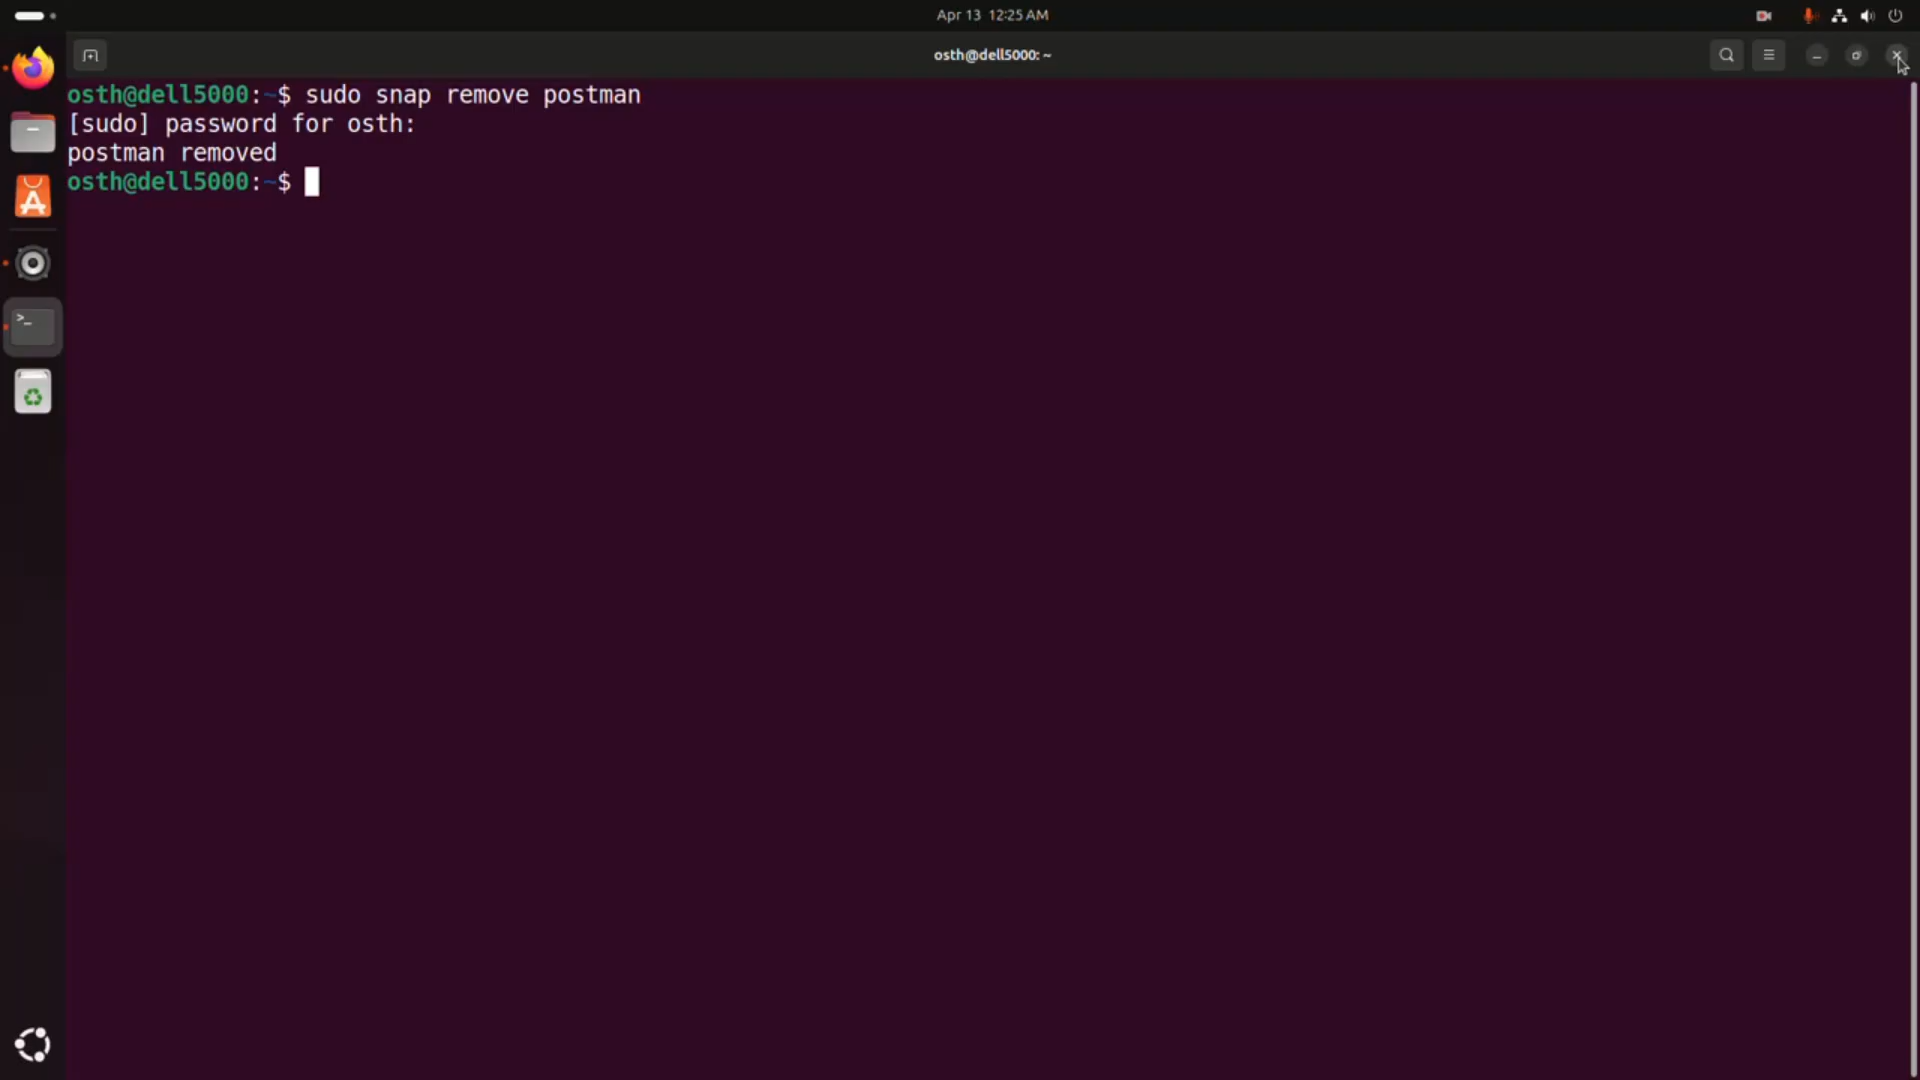 Apr 13 12:25 AM
osth@dell5000: ~
osth@dell5000:~$ sudo snap remove postman
[sudo] password for osth:
postman removed
osth@dell5000:~$